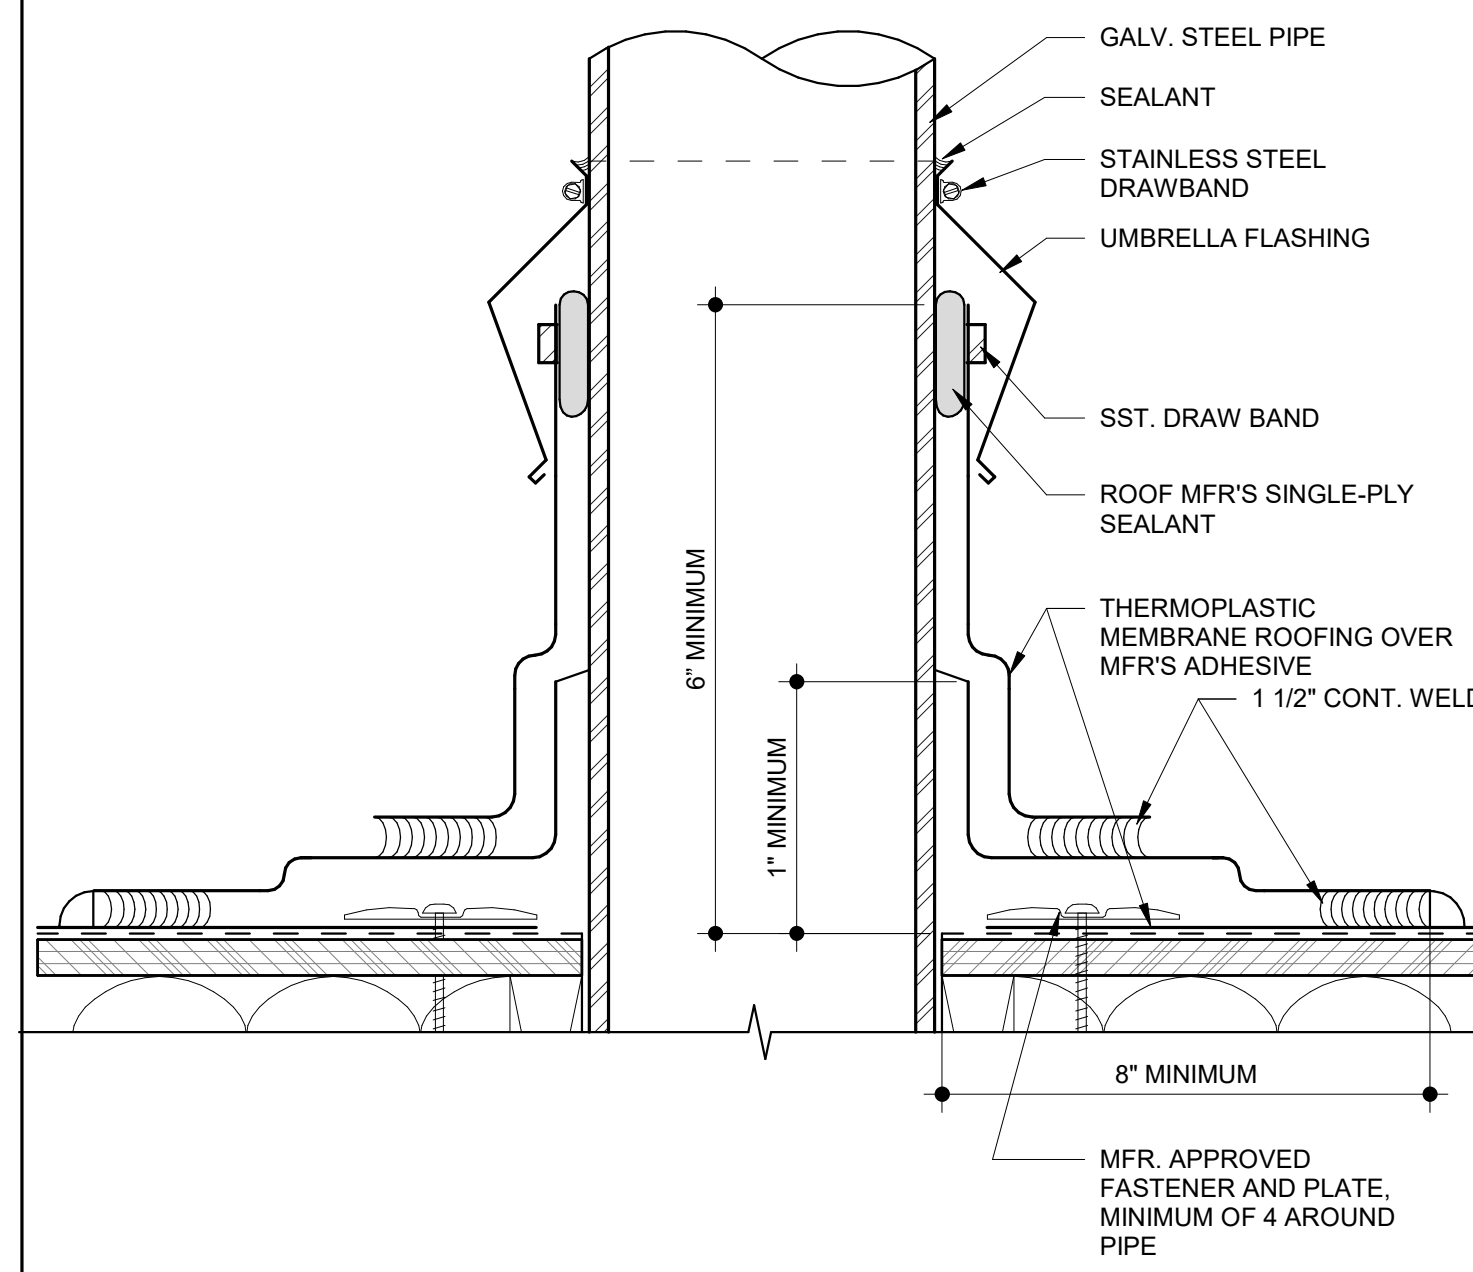 GALV. STEEL PIPE
SEALANT
STAINLESS STEEL
DRAWBAND
UMBRELLA FLASHING
SST. DRAW BAND
ROOF MFR'S SINGLE-PLY
SEALANT
6” MINIMUM
THERMOPLASTIC
MEMBRANE ROOFING OVER
MFR'S ADHESIVE
1 1/2" CONT. WELD
1" MINIMUM
8" MINIMUM
MFR. APPROVED
FASTENER AND PLATE,
MINIMUM OF 4 AROUND
PIPE